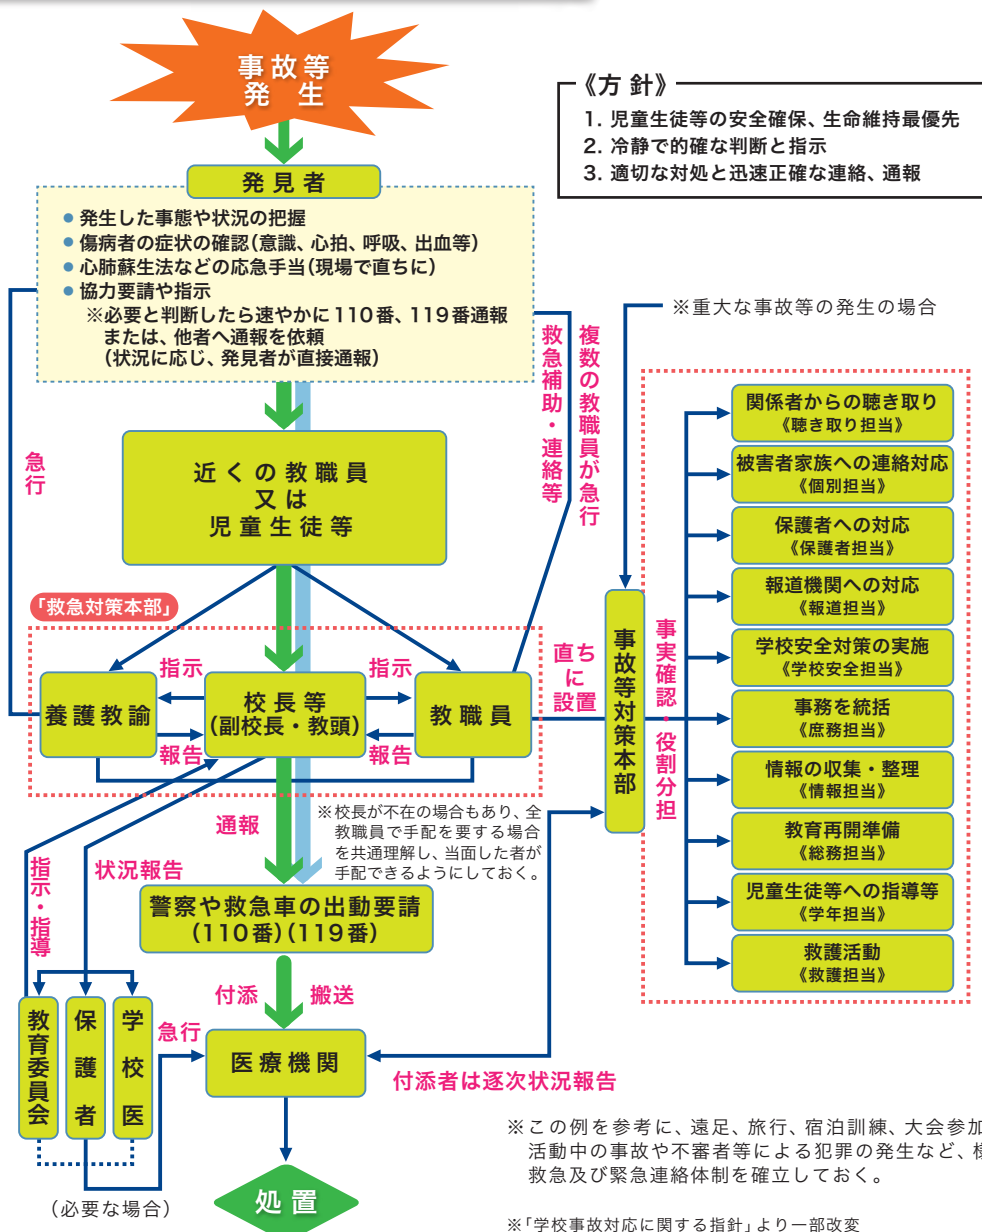 事故等
発生
《方針》
1. 児童生徒等の安全確保、生命維持最優先
2. 冷静で的確な判断と指示
3. 適切な対処と迅速正確な連絡、通報
発見者
● 発生した事態や状況の把握
● 傷病者の症状の確認(意識、心拍、呼吸、出血等)
● 心肺蘇生法などの応急手当(現場で直ちに)
● 協力要請や指示
※必要と判断したら速やかに110番、119番通報
または、他者へ通報を依頼
(状況に応じ、発見者が直接通報)
※重大な事故等の発生の場合
急行
救急補助・連絡等
複数の教職員が急行
近くの教職員
又は
児童生徒等
「救急対策本部」
指示
指示
養護教諭
校長等
(副校長・教頭)
教職員
報告
報告
直ち
に
設置
事故等対策本部
事実確認・役割分担
関係者からの聴き取り
《聴き取り担当》
被害者家族への連絡対応
《個別担当》
保護者への対応
《保護者担当》
報道機関への対応
《報道担当》
学校安全対策の実施
《学校安全担当》
事務を統括
《庶務担当》
情報の収集・整理
《情報担当》
教育再開準備
《総務担当》
児童生徒等への指導等
《学年担当》
救護活動
《救護担当》
通報
※校長が不在の場合もあり、全
教職員で手配を要する場合
を共通理解し、当面した者が
手配できるようにしておく。
指示・指導
状況報告
警察や救急車の出動要請
(110番)(119番)
付添
搬送
教育委員会
保護者
学校医
急行
医療機関
付添者は逐次状況報告
(必要な場合)
処置
※この例を参考に、遠足、旅行、宿泊訓練、大会参加
活動中の事故や不審者等による犯罪の発生など、
救急及び緊急連絡体制を確立しておく。
※「学校事故対応に関する指針」より一部改変